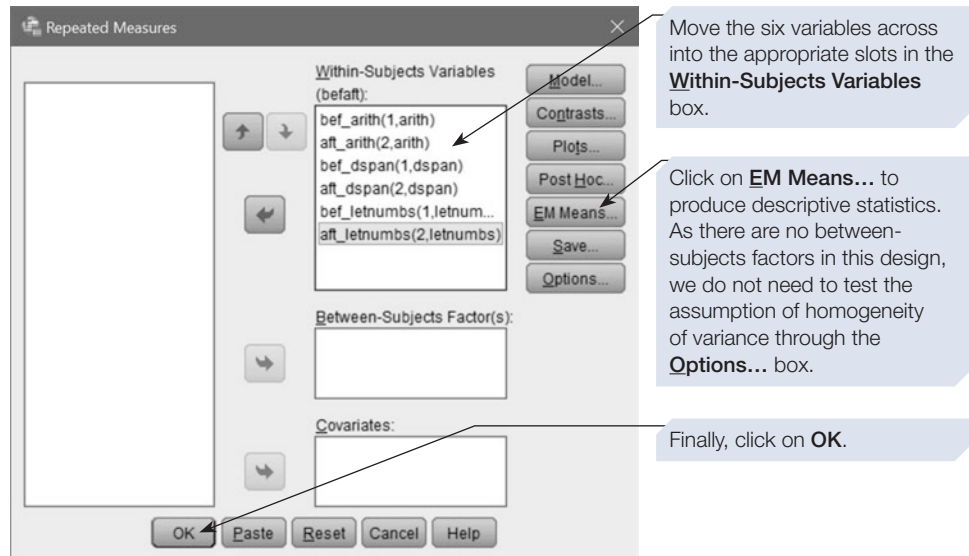 Repeated Measures
Within-Subjects Variables
(befaft):
bef_arith(1,arith)
aft_arith(2,arith)
bef_dspan(1,dspan)
aft_dspan(2,dspan)
bef_letnumbs(1,letnum...
aft_letnumbs(2,letnumbs)
Model...
Contrasts...
Plots...
Post Hoc...
EM Means...
Save...
Options...
Between-Subjects Factor(s):
Covariates:
OK
Paste
Reset
Cancel
Help
Move the six variables across
into the appropriate slots in the
Within-Subjects Variables
box.
Click on EM Means... to
produce descriptive statistics.
As there are no between-
subjects factors in this design,
we do not need to test the
assumption of homogeneity
of variance through the
Options... box.
Finally, click on OK.